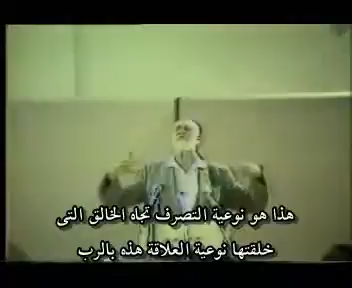 هذا هو نوعية التصرف تجاه الخالق التى
خلقتها نوعية العلاقة هذه بالرب